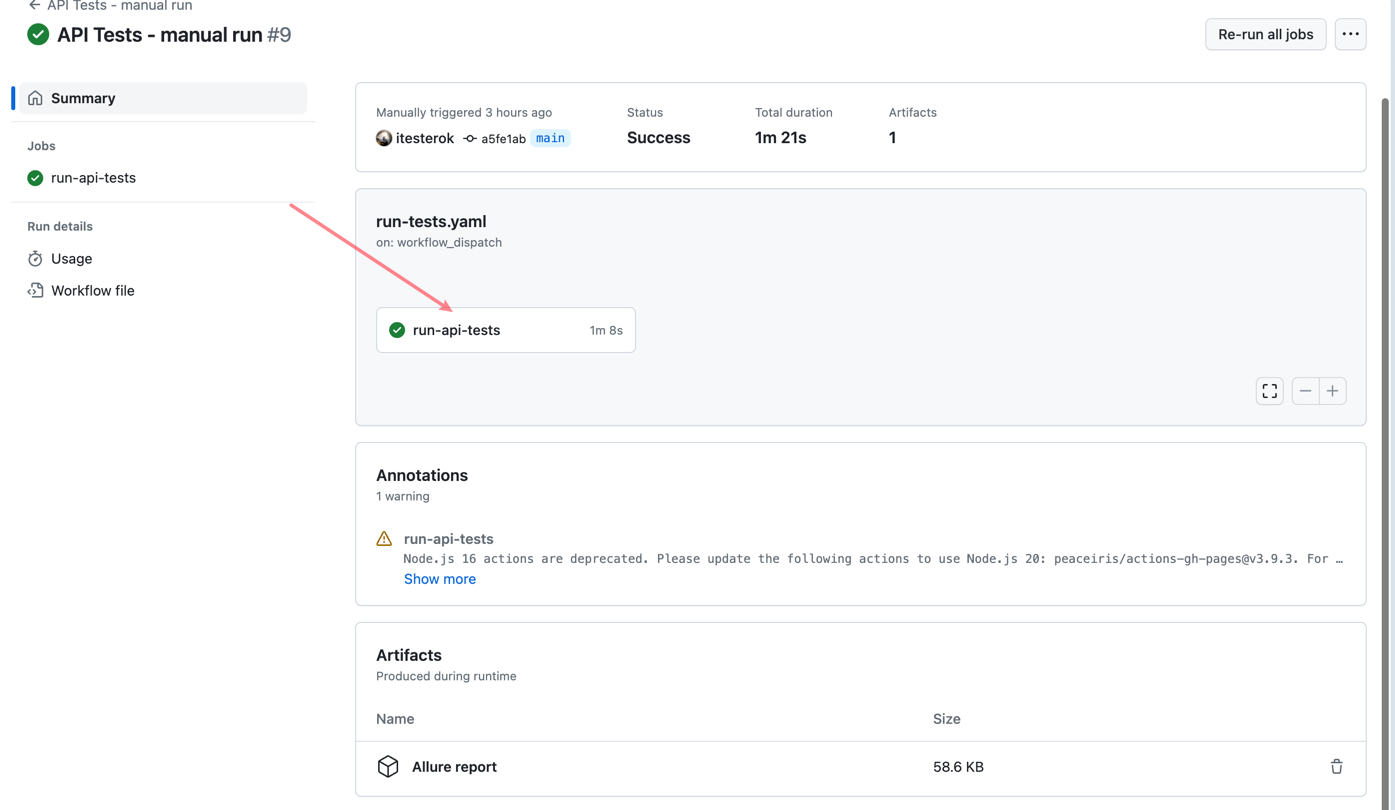 API Tests - manual run
API Tests - manual run #9
Re-run all jobs
Summary
Jobs
run-api-tests
Run details
Usage
Workflow file
Manually triggered 3 hours ago
itesterok a5fe1ab main
Status
Success
Total duration
1m 21s
Artifacts
1
run-tests.yaml
on: workflow_dispatch
run-api-tests 1m 8s
Annotations
1 warning
run-api-tests
Node.js 16 actions are deprecated. Please update the following actions to use Node.js 20: peaceiris/actions-gh-pages@v3.9.3. For …
Show more
Artifacts
Produced during runtime
Name Size
Allure report 58.6 KB